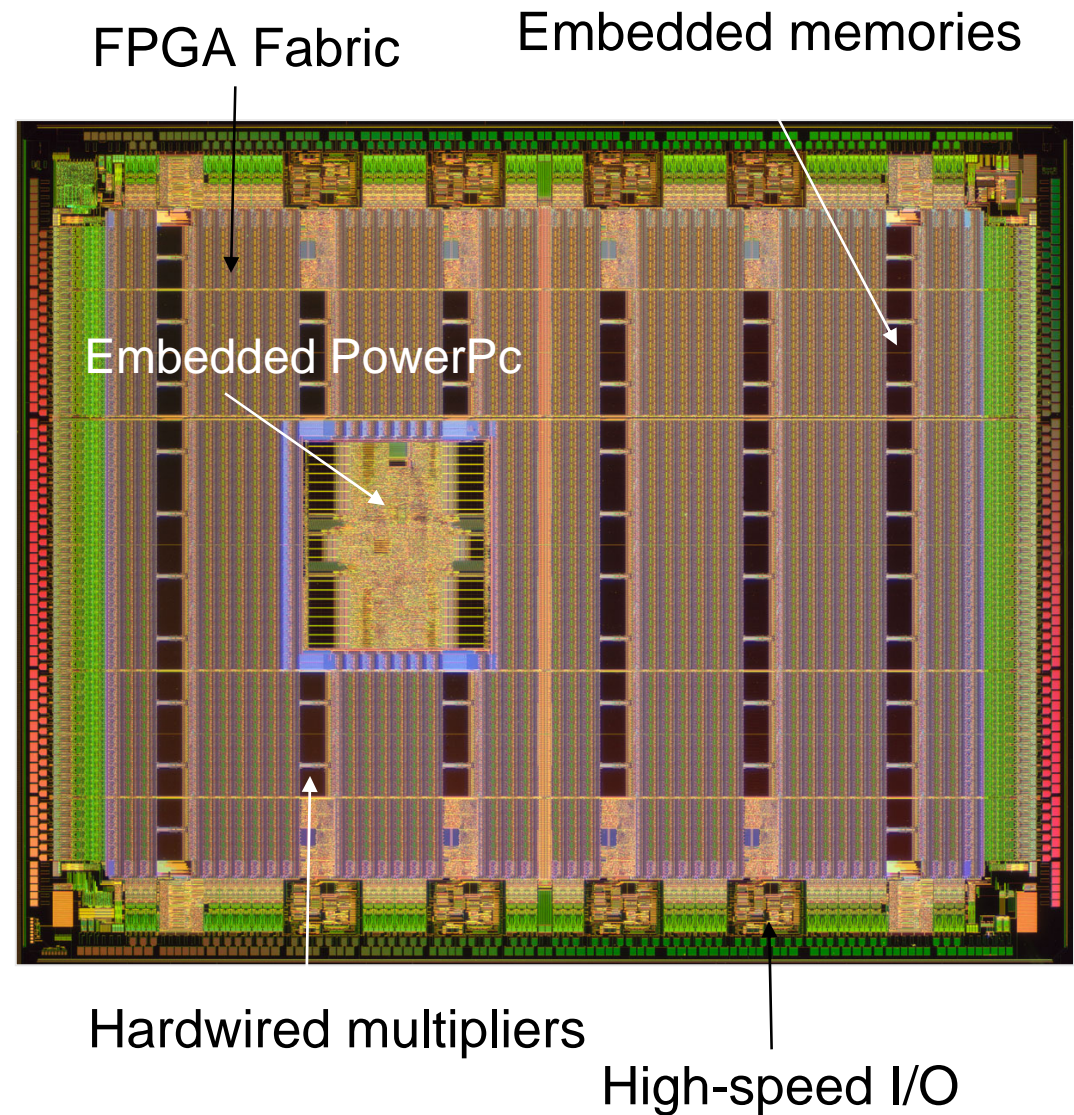 FPGA Fabric
Embedded memories
Embedded PowerPc
Hardwired multipliers
High-speed I/O